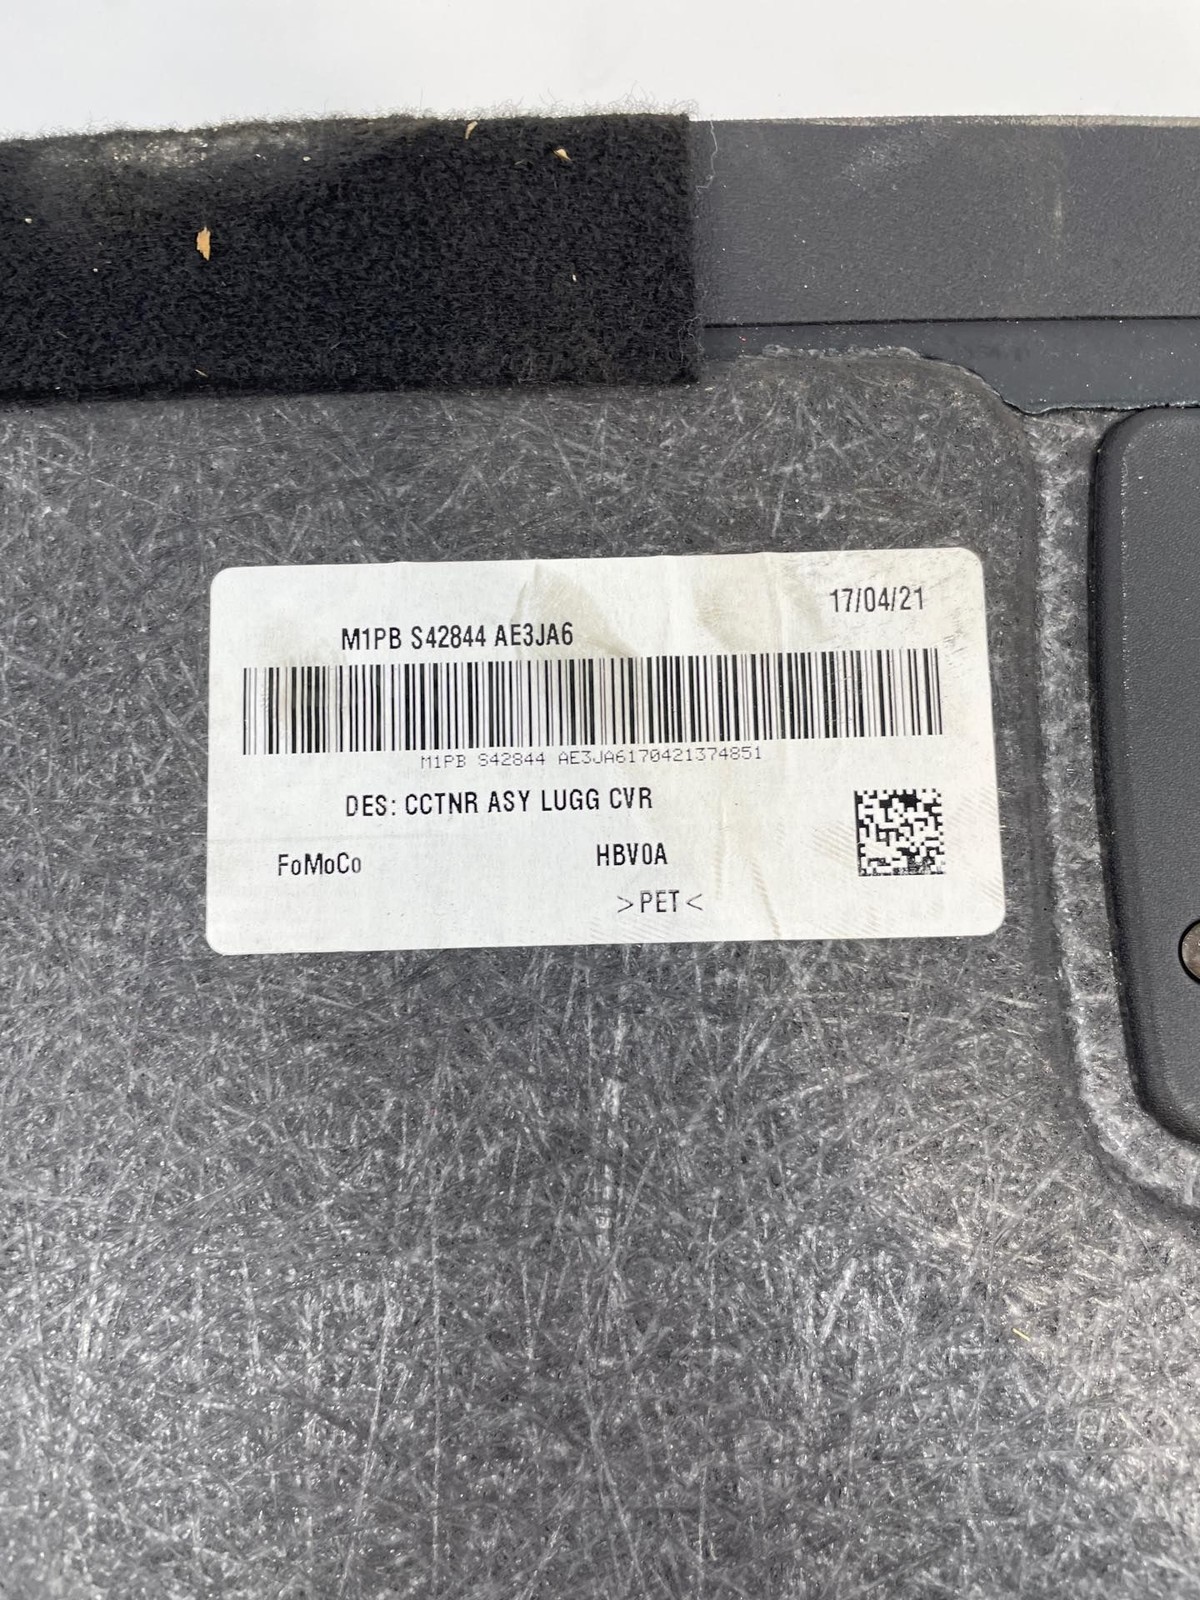 17/04/21
M1PB S42844 AE3JA6
M1PB S42844 AE3JA6170421374851
DES: CCTNR ASY LUGG CVR
FoMoCo HBV0A
>PET<